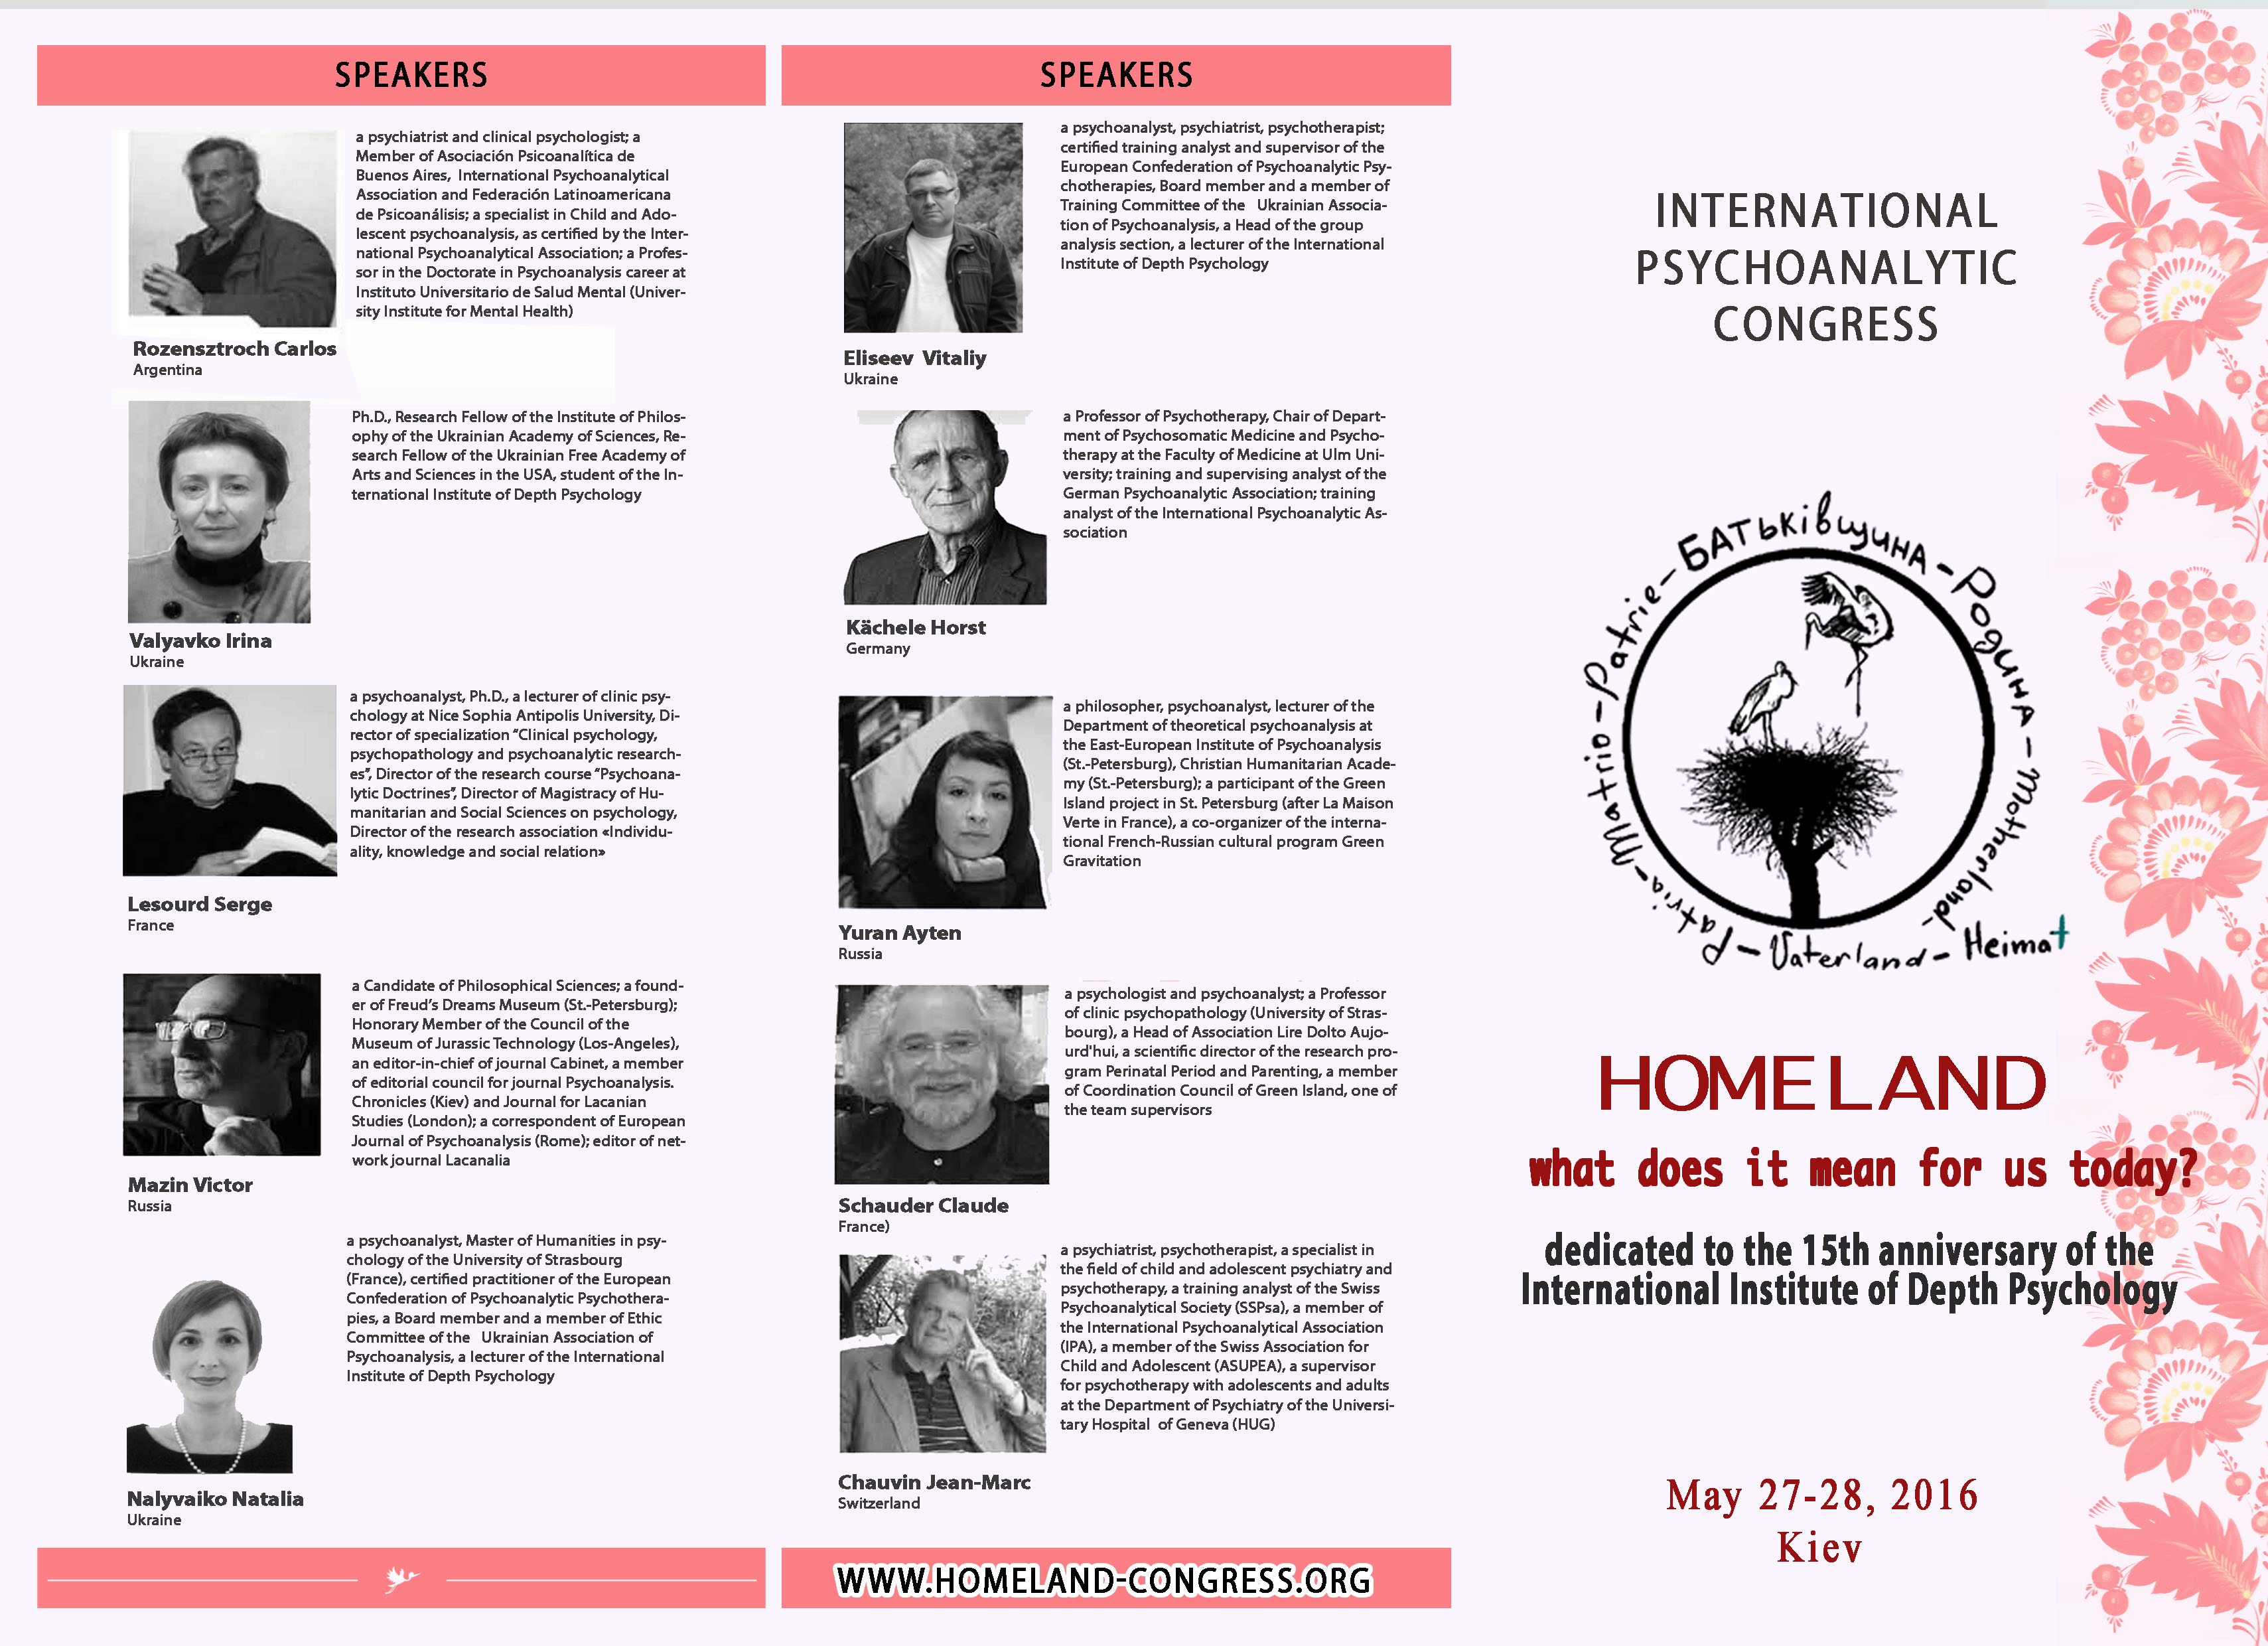 SPEAKERS
a psychiatrist and clinical psychologist; a
Member of Asociación Psicoanalítica de
Buenos Aires, International Psychoanalytical
Association and Federación Latinoamericana
de Psicoanálisis; a specialist in Child and Ado-
lescent psychoanalysis, as certified by the Inter-
national Psychoanalytical Association; a Profes-
sor in the Doctorate in Psychoanalysis career at
Instituto Universitario de Salud Mental (Univer-
sity Institute for Mental Health)
Rozensztroch Carlos
Argentina
Ph.D., Research Fellow of the Institute of Philos-
ophy of the Ukrainian Academy of Sciences, Re-
search Fellow of the Ukrainian Free Academy of
Arts and Sciences in the USA, student of the In-
ternational Institute of Depth Psychology
Valyavko Irina
Ukraine
a psychoanalyst, Ph.D., a lecturer of clinic psy-
chology at Nice Sophia Antipolis University, Di-
rector of specialization “Clinical psychology,
psychopathology and psychoanalytic research-
es”, Director of the research course “Psychoana-
lytic Doctrines”, Director of Magistracy of Hu-
manitarian and Social Sciences on psychology,
Director of the research association «Individu-
ality, knowledge and social relation»
Lesourd Serge
France
a Candidate of Philosophical Sciences; a found-
er of Freud’s Dreams Museum (St.-Petersburg);
Honorary Member of the Council of the
Museum of Jurassic Technology (Los-Angeles),
an editor-in-chief of journal Cabinet, a member
of editorial council for journal Psychoanalysis.
Chronicles (Kiev) and Journal for Lacanian
Studies (London); a correspondent of European
Journal of Psychoanalysis (Rome); editor of net-
work journal Lacanalia
Mazin Victor
Russia
a psychoanalyst, Master of Humanities in psy-
chology of the University of Strasbourg
(France), certified practitioner of the European
Confederation of Psychoanalytic Psychothera-
pies, a Board member and a member of Ethic
Committee of the Ukrainian Association of
Psychoanalysis, a lecturer of the International
Institute of Depth Psychology
Nalyvaiko Natalia
Ukraine
SPEAKERS
a psychoanalyst, psychiatrist, psychotherapist;
certified training analyst and supervisor of the
European Confederation of Psychoanalytic Psy-
chotherapies, Board member and a member of
Training Committee of the Ukrainian Associa-
tion of Psychoanalysis, a Head of the group
analysis section, a lecturer of the International
Institute of Depth Psychology
Eliseev Vitaliy
Ukraine
a Professor of Psychotherapy, Chair of Depart-
ment of Psychosomatic Medicine and Psycho-
therapy at the Faculty of Medicine at Ulm Uni-
versity; training and supervising analyst of the
German Psychoanalytic Association; training
analyst of the International Psychoanalytic As-
sociation
Kächele Horst
Germany
a philosopher, psychoanalyst, lecturer of the
Department of theoretical psychoanalysis at
the East-European Institute of Psychoanalysis
(St.-Petersburg), Christian Humanitarian Acade-
my (St.-Petersburg); a participant of the Green
Island project in St. Petersburg (after La Maison
Verte in France), a co-organizer of the interna-
tional French-Russian cultural program Green
Gravitation
Yuran Ayten
Russia
a psychologist and psychoanalyst; a Professor
of clinic psychopathology (University of Stras-
bourg), a Head of Association Lire Dolto Aujo-
urd'hui, a scientific director of the research pro-
gram Perinatal Period and Parenting, a member
of Coordination Council of Green Island, one of
the team supervisors
Schauder Claude
France)
a psychiatrist, psychotherapist, a specialist in
the field of child and adolescent psychiatry and
psychotherapy, a training analyst of the Swiss
Psychoanalytical Society (SSPsa), a member of
the International Psychoanalytical Association
(IPA), a member of the Swiss Association for
Child and Adolescent (ASUPEA), a supervisor
for psychotherapy with adolescents and adults
at the Department of Psychiatry of the Universi-
tary Hospital of Geneva (HUG)
Chauvin Jean-Marc
Switzerland
WWW.HOMELAND-CONGRESS.ORG
INTERNATIONAL
PSYCHOANALYTIC
CONGRESS
БАТЬКІВЩИНА - Родина - Motherland - Heimat - Vaterland - Patria - Matrio - Patrie -
HOMELAND
what does it mean for us today?
dedicated to the 15th anniversary of the
International Institute of Depth Psychology
May 27-28, 2016
Kiev